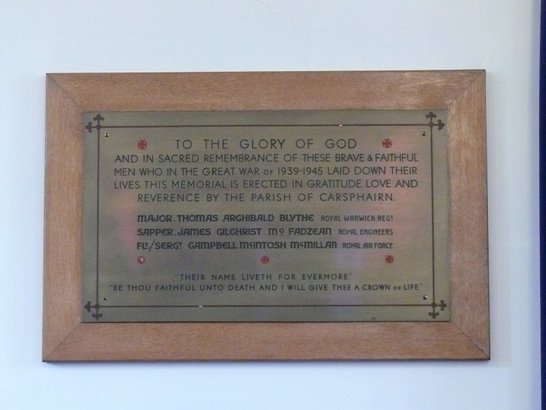 TO THE GLORY OF GOD
AND IN SACRED REMEMBRANCE OF THESE BRAVE & FAITHFUL
MEN WHO IN THE GREAT WAR OF 1939-1945 LAID DOWN THEIR
LIVES. THIS MEMORIAL IS ERECTED IN GRATITUDE, LOVE AND
REVERENCE BY THE PARISH OF CARSPHAIRN.
MAJOR. THOMAS ARCHIBALD BLYTHE ROYAL WARWICK REGT
SAPPER. JAMES GILCHRIST Mc FADZEAN ROYAL ENGINEERS
FLT./SERGT CAMPBELL McINTOSH McMILLAN ROYAL AIR FORCE
"THEIR NAME LIVETH FOR EVERMORE"
"BE THOU FAITHFUL UNTO DEATH AND I WILL GIVE THEE A CROWN OF LIFE"